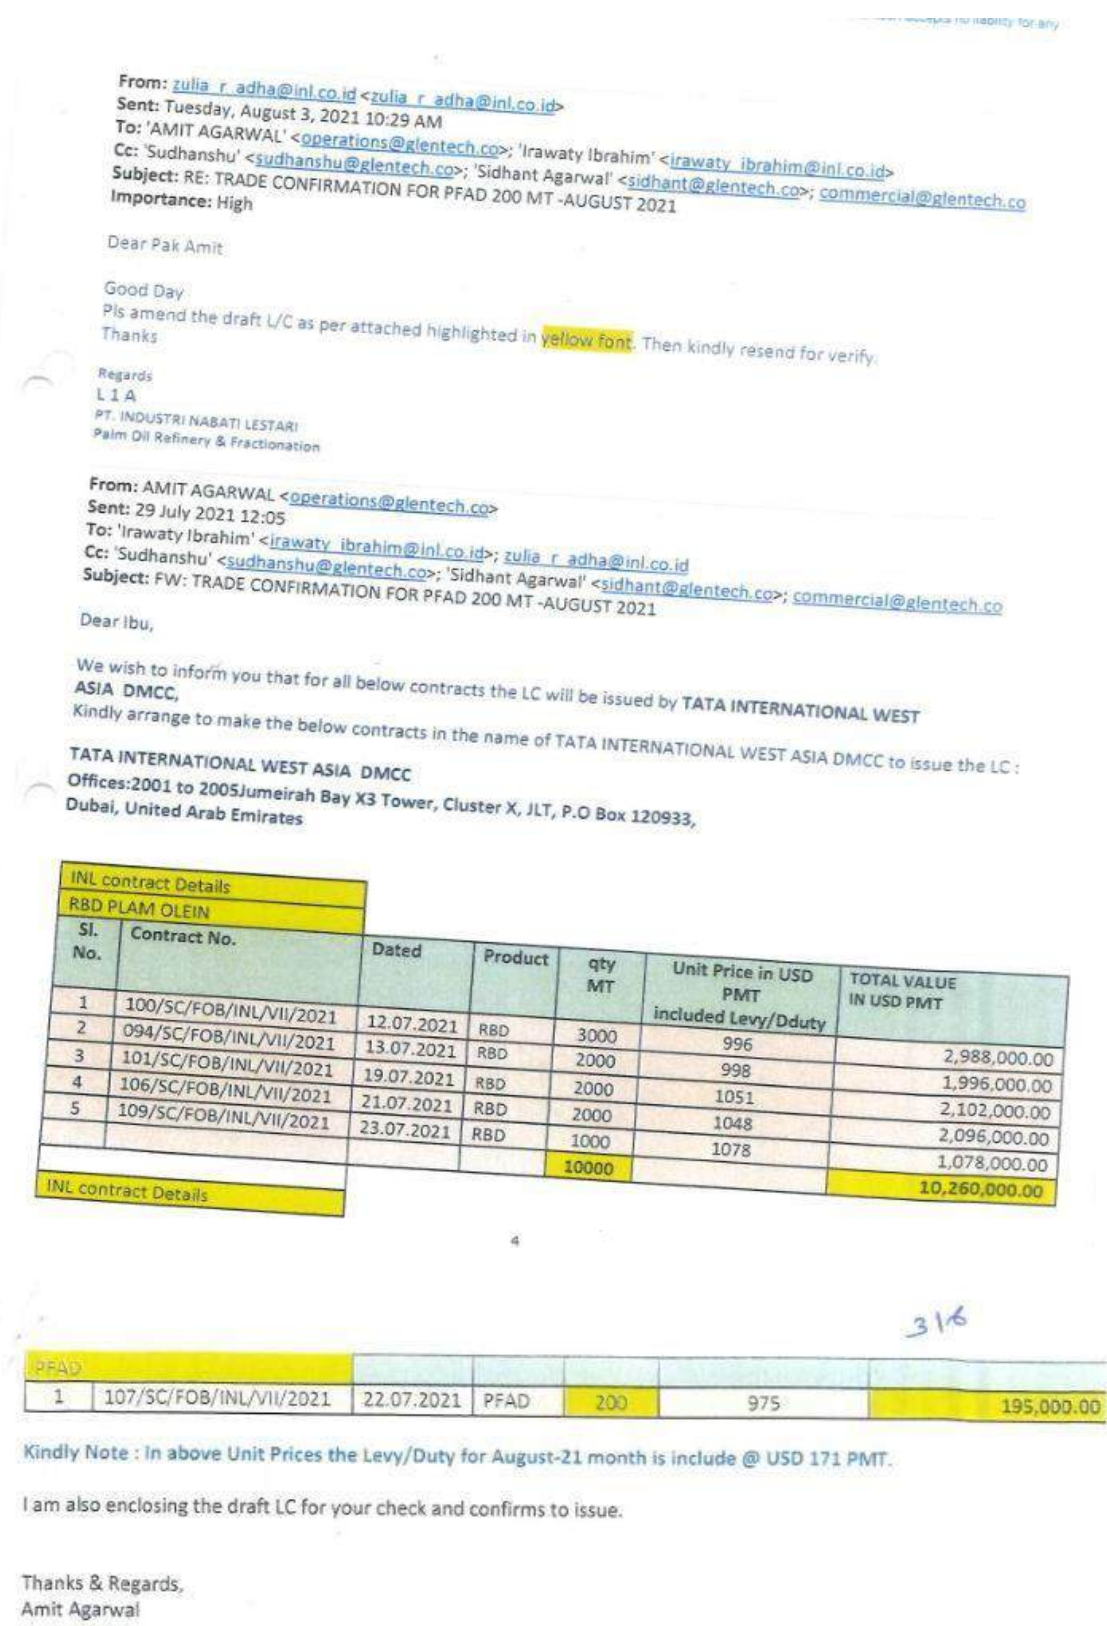 accepts no liability for any
From: zulia_r_adha@inl.co.id <zulia_r_adha@inl.co.id>
Sent: Tuesday, August 3, 2021 10:29 AM
To: 'AMIT AGARWAL' <operations@glentech.co>; 'Irawaty Ibrahim' <irawaty_ibrahim@inl.co.id>
Cc: 'Sudhanshu' <sudhanshu@glentech.co>; 'Sidhant Agarwal' <sidhant@glentech.co>; commercial@glentech.co
Subject: RE: TRADE CONFIRMATION FOR PFAD 200 MT -AUGUST 2021
Importance: High
Dear Pak Amit
Good Day
Pls amend the draft L/C as per attached highlighted in yellow font. Then kindly resend for verify.
Thanks
Regards
L 1 A
PT. INDUSTRI NABATI LESTARI
Palm Oil Refinery & Fractionation
From: AMIT AGARWAL <operations@glentech.co>
Sent: 29 July 2021 12:05
To: 'Irawaty Ibrahim' <irawaty_ibrahim@inl.co.id>; zulia_r_adha@inl.co.id
Cc: 'Sudhanshu' <sudhanshu@glentech.co>; 'Sidhant Agarwal' <sidhant@glentech.co>; commercial@glentech.co
Subject: FW: TRADE CONFIRMATION FOR PFAD 200 MT -AUGUST 2021
Dear Ibu,
We wish to inform you that for all below contracts the LC will be issued by TATA INTERNATIONAL WEST
ASIA DMCC,
Kindly arrange to make the below contracts in the name of TATA INTERNATIONAL WEST ASIA DMCC to issue the LC :
TATA INTERNATIONAL WEST ASIA DMCC
Offices:2001 to 2005Jumeirah Bay X3 Tower, Cluster X, JLT, P.O Box 120933,
Dubai, United Arab Emirates
INL contract Details
RBD PLAM OLEIN
Sl. No. Contract No. Dated Product qty MT Unit Price in USD PMT included Levy/Dduty TOTAL VALUE IN USD PMT
1 100/SC/FOB/INL/VII/2021 12.07.2021 RBD 3000 996 2,988,000.00
2 094/SC/FOB/INL/VII/2021 13.07.2021 RBD 2000 998 1,996,000.00
3 101/SC/FOB/INL/VII/2021 19.07.2021 RBD 2000 1051 2,102,000.00
4 106/SC/FOB/INL/VII/2021 21.07.2021 RBD 2000 1048 2,096,000.00
5 109/SC/FOB/INL/VII/2021 23.07.2021 RBD 1000 1078 1,078,000.00
10000 10,260,000.00
INL contract Details
4
316
PFAD
1 107/SC/FOB/INL/VII/2021 22.07.2021 PFAD 200 975 195,000.00
Kindly Note : In above Unit Prices the Levy/Duty for August-21 month is include @ USD 171 PMT.
I am also enclosing the draft LC for your check and confirms to issue.
Thanks & Regards,
Amit Agarwal